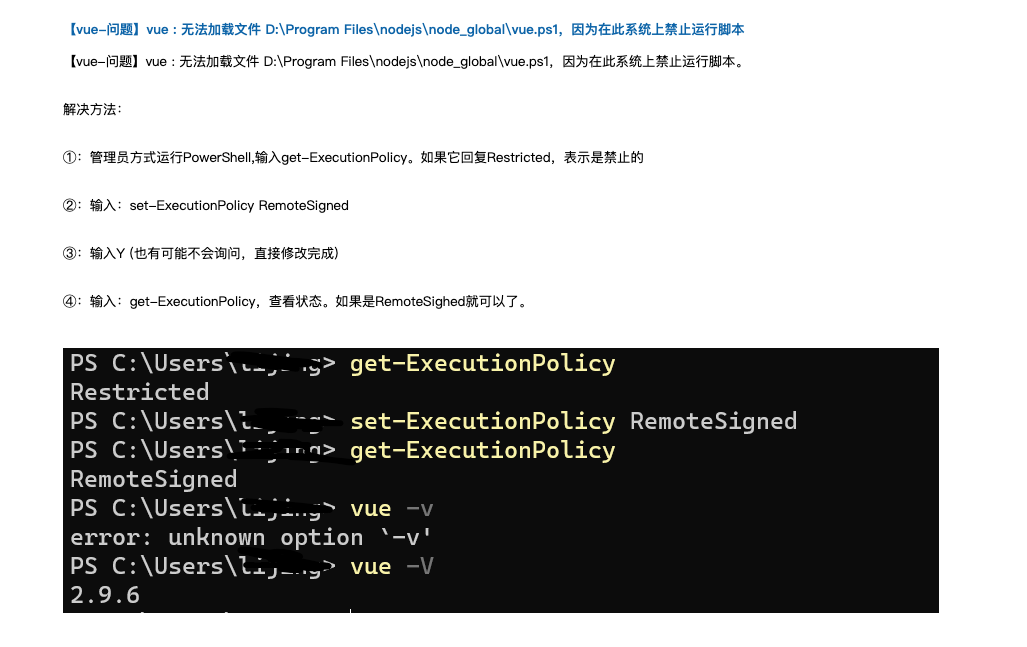 【vue-问题】vue : 无法加载文件 D:\Program Files\nodejs\node_global\vue.ps1，因为在此系统上禁止运行脚本
【vue-问题】vue : 无法加载文件 D:\Program Files\nodejs\node_global\vue.ps1，因为在此系统上禁止运行脚本。
解决方法：
①：管理员方式运行PowerShell,输入get-ExecutionPolicy。如果它回复Restricted，表示是禁止的
②：输入：set-ExecutionPolicy RemoteSigned
③：输入Y (也有可能不会询问，直接修改完成)
④：输入：get-ExecutionPolicy，查看状态。如果是RemoteSighed就可以了。
PS C:\Users\ > get-ExecutionPolicy
Restricted
PS C:\Users\ > set-ExecutionPolicy RemoteSigned
PS C:\Users\ > get-ExecutionPolicy
RemoteSigned
PS C:\Users\ > vue -v
error: unknown option `-v'
PS C:\Users\ > vue -V
2.9.6